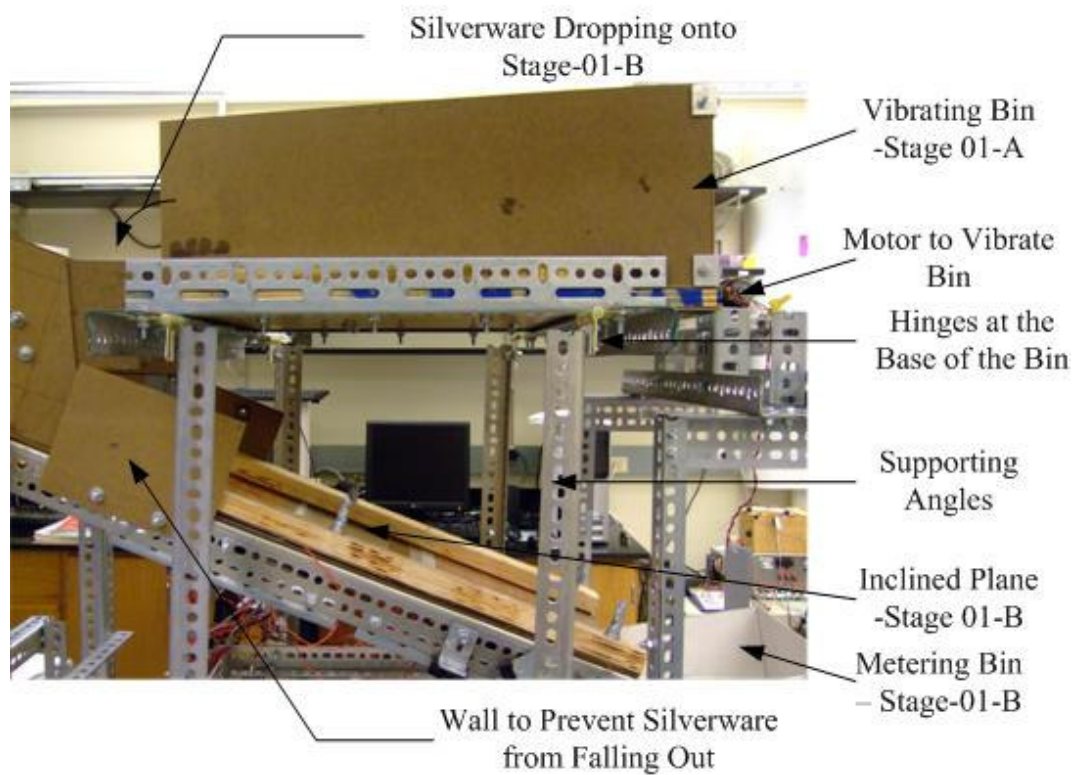 Silverware Dropping onto
Stage-01-B
Vibrating Bin
-Stage 01-A
Motor to Vibrate
Bin
Hinges at the
Base of the Bin
Supporting
Angles
Inclined Plane
-Stage 01-B
Metering Bin
– Stage-01-B
Wall to Prevent Silverware
from Falling Out